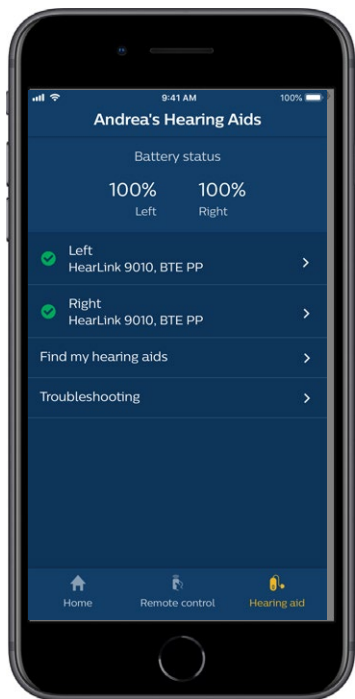 9:41 AM 100%
Andrea's Hearing Aids
Battery status
100% 100%
Left Right
Left
HearLink 9010, BTE PP
Right
HearLink 9010, BTE PP
Find my hearing aids
Troubleshooting
Home Remote control Hearing aid